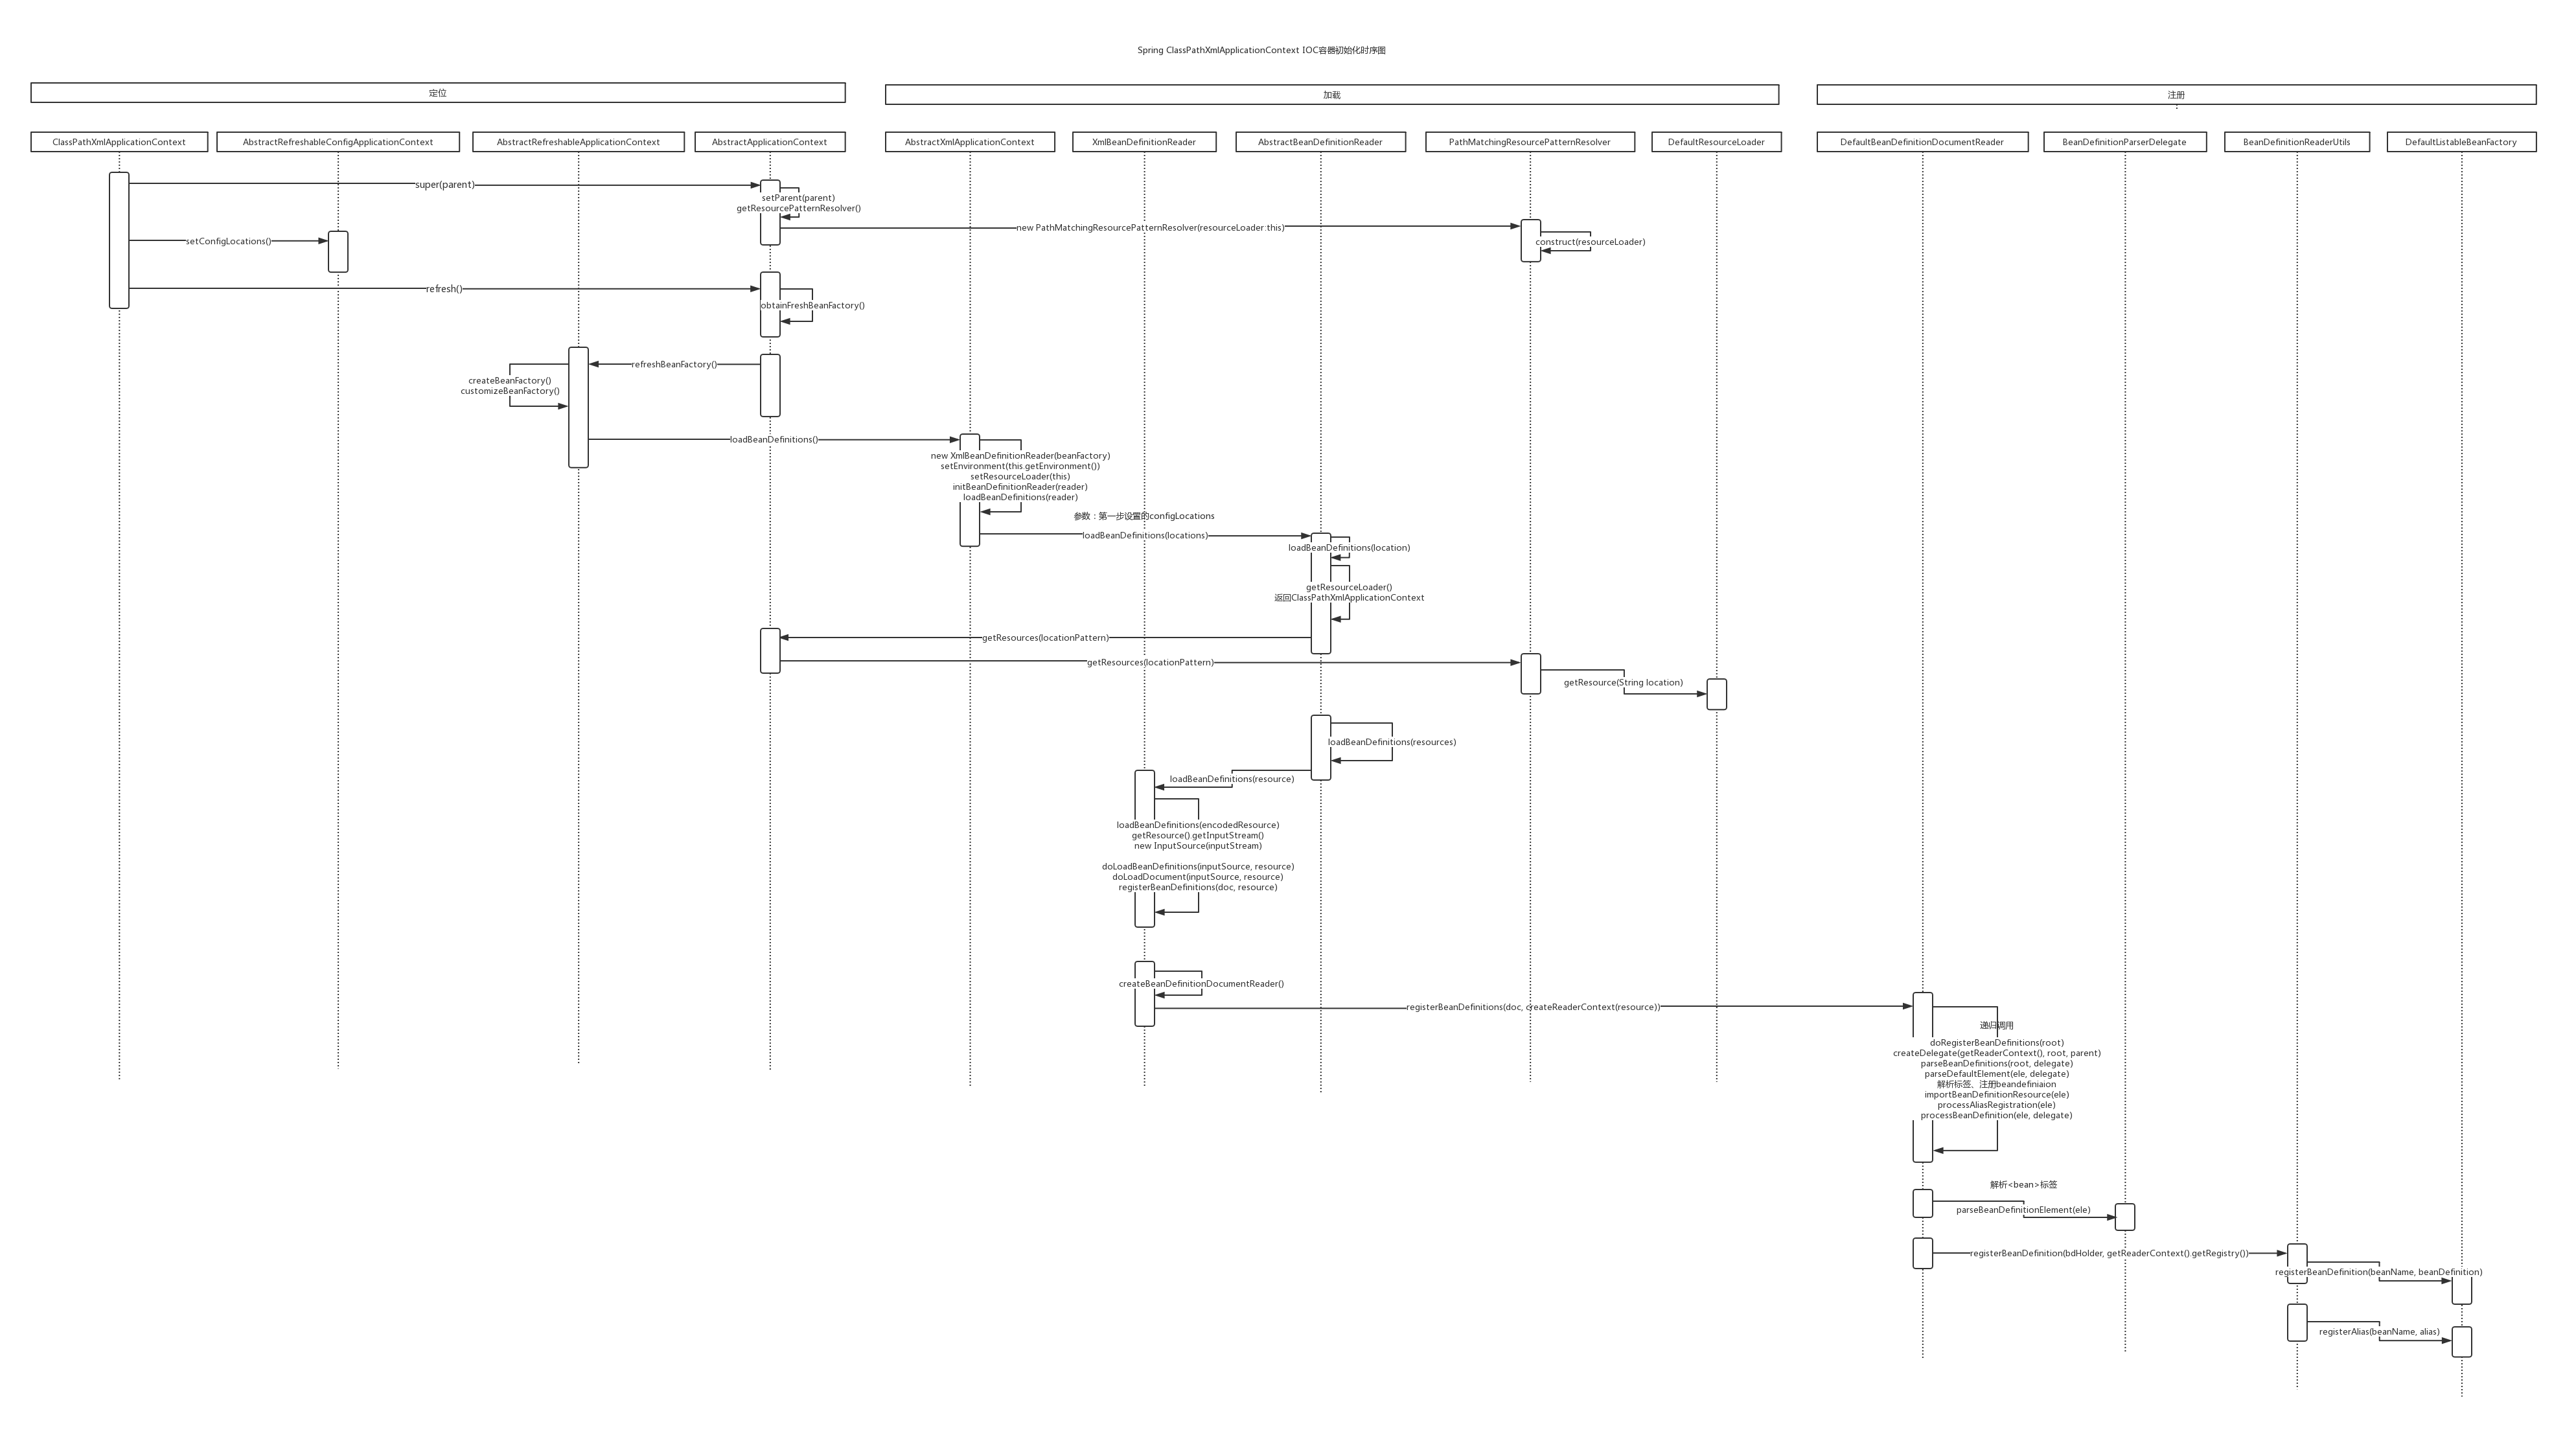 Spring ClassPathXmlApplicationContext IOC容器初始化时序图
定位
加载
注册
ClassPathXmlApplicationContext
AbstractRefreshableConfigApplicationContext
AbstractRefreshableApplicationContext
AbstractApplicationContext
AbstractXmlApplicationContext
XmlBeanDefinitionReader
AbstractBeanDefinitionReader
PathMatchingResourcePatternResolver
DefaultResourceLoader
DefaultBeanDefinitionDocumentReader
BeanDefinitionParserDelegate
BeanDefinitionReaderUtils
DefaultListableBeanFactory
super(parent)
setParent(parent)
getResourcePatternResolver()
new PathMatchingResourcePatternResolver(resourceLoader:this)
construct(resourceLoader)
setConfigLocations()
refresh()
obtainFreshBeanFactory()
refreshBeanFactory()
createBeanFactory()
customizeBeanFactory()
loadBeanDefinitions()
new XmlBeanDefinitionReader(beanFactory)
setEnvironment(this.getEnvironment())
setResourceLoader(this)
initBeanDefinitionReader(reader)
loadBeanDefinitions(reader)
参数：第一步设置的configLocations
loadBeanDefinitions(locations)
loadBeanDefinitions(location)
getResourceLoader()
返回ClassPathXmlApplicationContext
getResources(locationPattern)
getResources(locationPattern)
getResource(String location)
loadBeanDefinitions(resources)
loadBeanDefinitions(resource)
loadBeanDefinitions(encodedResource)
getResource().getInputStream()
new InputSource(inputStream)
doLoadBeanDefinitions(inputSource, resource)
doLoadDocument(inputSource, resource)
registerBeanDefinitions(doc, resource)
createBeanDefinitionDocumentReader()
registerBeanDefinitions(doc, createReaderContext(resource))
递归调用
doRegisterBeanDefinitions(root)
createDelegate(getReaderContext(), root, parent)
parseBeanDefinitions(root, delegate)
parseDefaultElement(ele, delegate)
解析标签、注册beandefiniaion
importBeanDefinitionResource(ele)
processAliasRegistration(ele)
processBeanDefinition(ele, delegate)
解析<bean>标签
parseBeanDefinitionElement(ele)
registerBeanDefinition(bdHolder, getReaderContext().getRegistry())
registerBeanDefinition(beanName, beanDefinition)
registerAlias(beanName, alias)